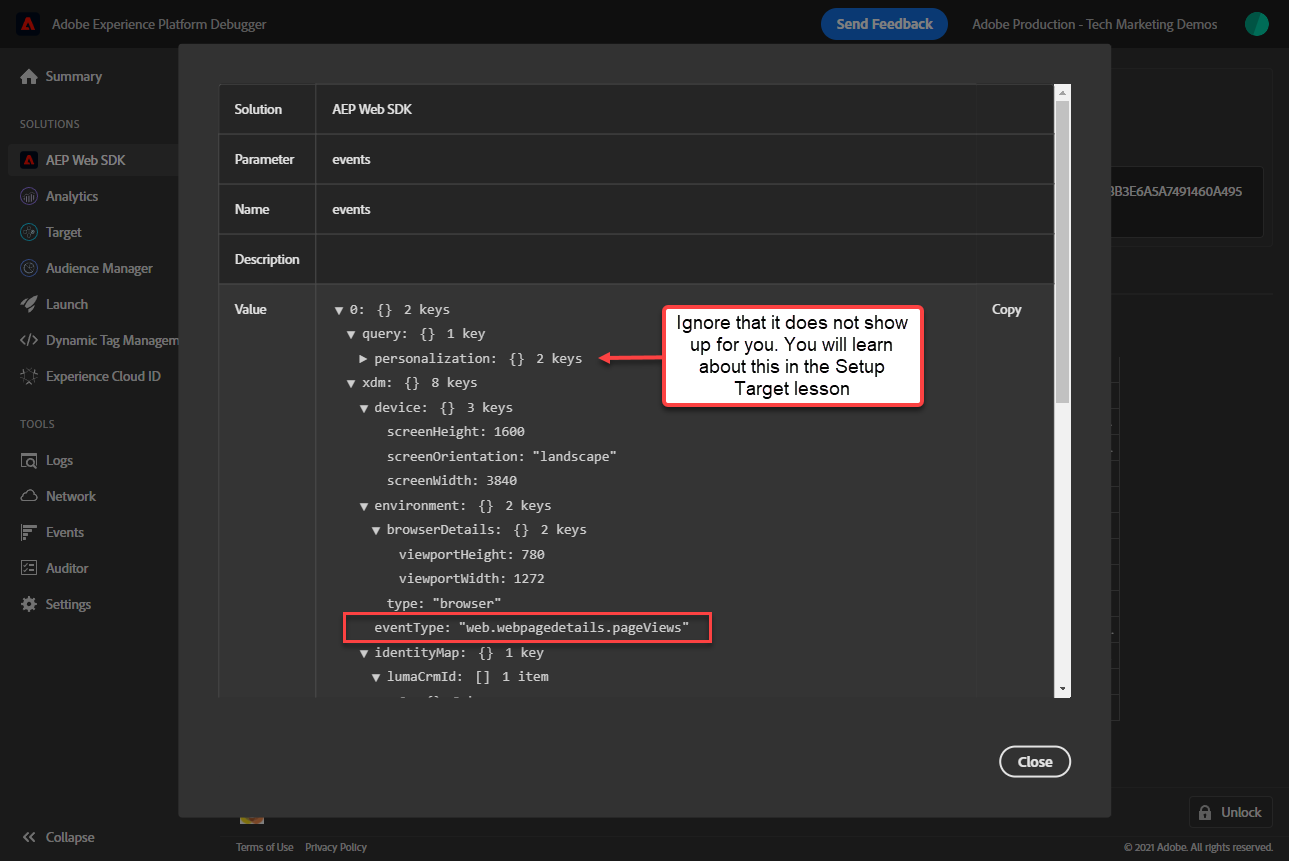 Adobe Experience Platform Debugger
Send Feedback
Adobe Production - Tech Marketing Demos
Summary
SOLUTIONS
AEP Web SDK
Analytics
Target
Audience Manager
Launch
Dynamic Tag Managem
Experience Cloud ID
TOOLS
Logs
Network
Events
Auditor
Settings
Collapse
Solution AEP Web SDK
Parameter events
Name events
Description
Value
Copy
▼ 0: {} 2 keys
▼ query: {} 1 key
▶ personalization: {} 2 keys
▼ xdm: {} 8 keys
▼ device: {} 3 keys
screenHeight: 1600
screenOrientation: "landscape"
screenWidth: 3840
▼ environment: {} 2 keys
▼ browserDetails: {} 2 keys
viewportHeight: 780
viewportWidth: 1272
type: "browser"
eventType: "web.webpagedetails.pageViews"
▼ identityMap: {} 1 key
▼ lumaCrmId: [] 1 item
Ignore that it does not show
up for you. You will learn
about this in the Setup
Target lesson
3B3E6A5A7491460A495
Close
Unlock
Terms of Use Privacy Policy
© 2021 Adobe. All rights reserved.